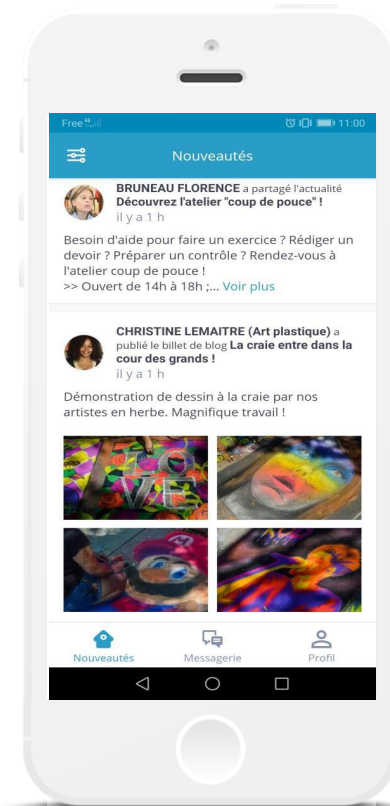 Free 4G 11:00
Nouveautés
BRUNEAU FLORENCE a partagé l'actualité
Découvrez l'atelier "coup de pouce" !
il y a 1 h
Besoin d'aide pour faire un exercice ? Rédiger un
devoir ? Préparer un contrôle ? Rendez-vous à
l'atelier coup de pouce !
>> Ouvert de 14h à 18h ;... Voir plus
CHRISTINE LEMAITRE (Art plastique) a
publié le billet de blog La craie entre dans la
cour des grands !
il y a 1 h
Démonstration de dessin à la craie par nos
artistes en herbe. Magnifique travail !
LOVE
Nouveautés Messagerie Profil